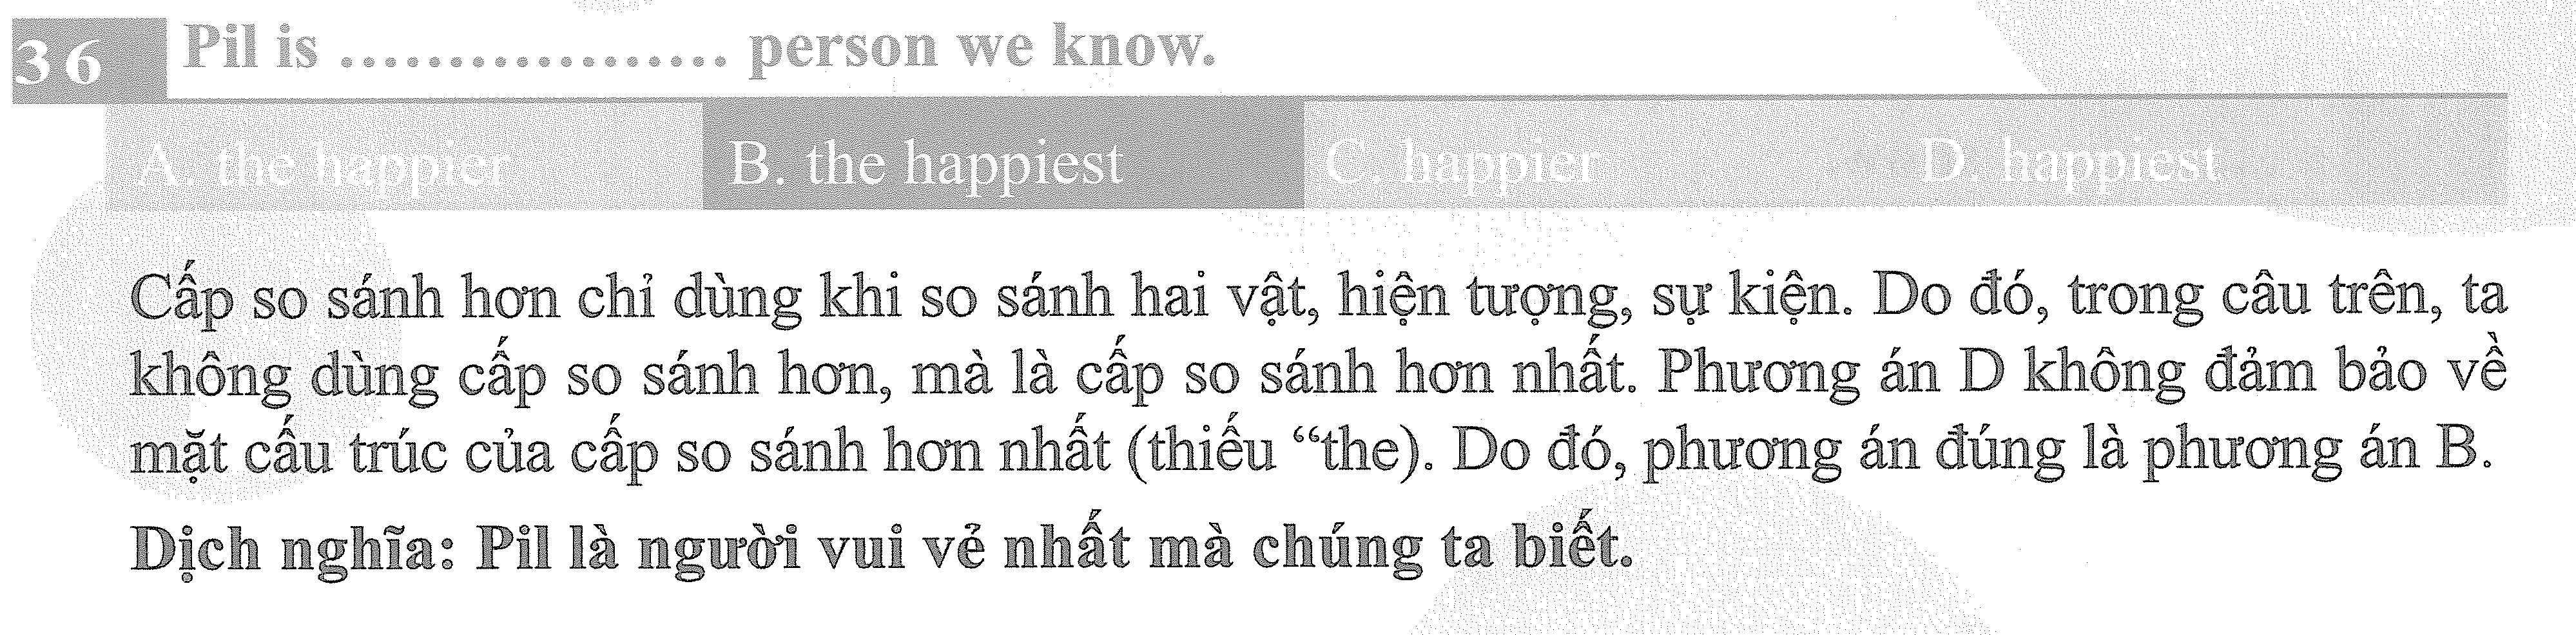 36 Pil is .................. person we know.
A. the happier B. the happiest C. happier D. happiest
Cấp so sánh hơn chỉ dùng khi so sánh hai vật, hiện tượng, sự kiện. Do đó, trong câu trên, ta
không dùng cấp so sánh hơn, mà là cấp so sánh hơn nhất. Phương án D không đảm bảo về
mặt cấu trúc của cấp so sánh hơn nhất (thiếu “the). Do đó, phương án đúng là phương án B.
Dịch nghĩa: Pil là người vui vẻ nhất mà chúng ta biết.